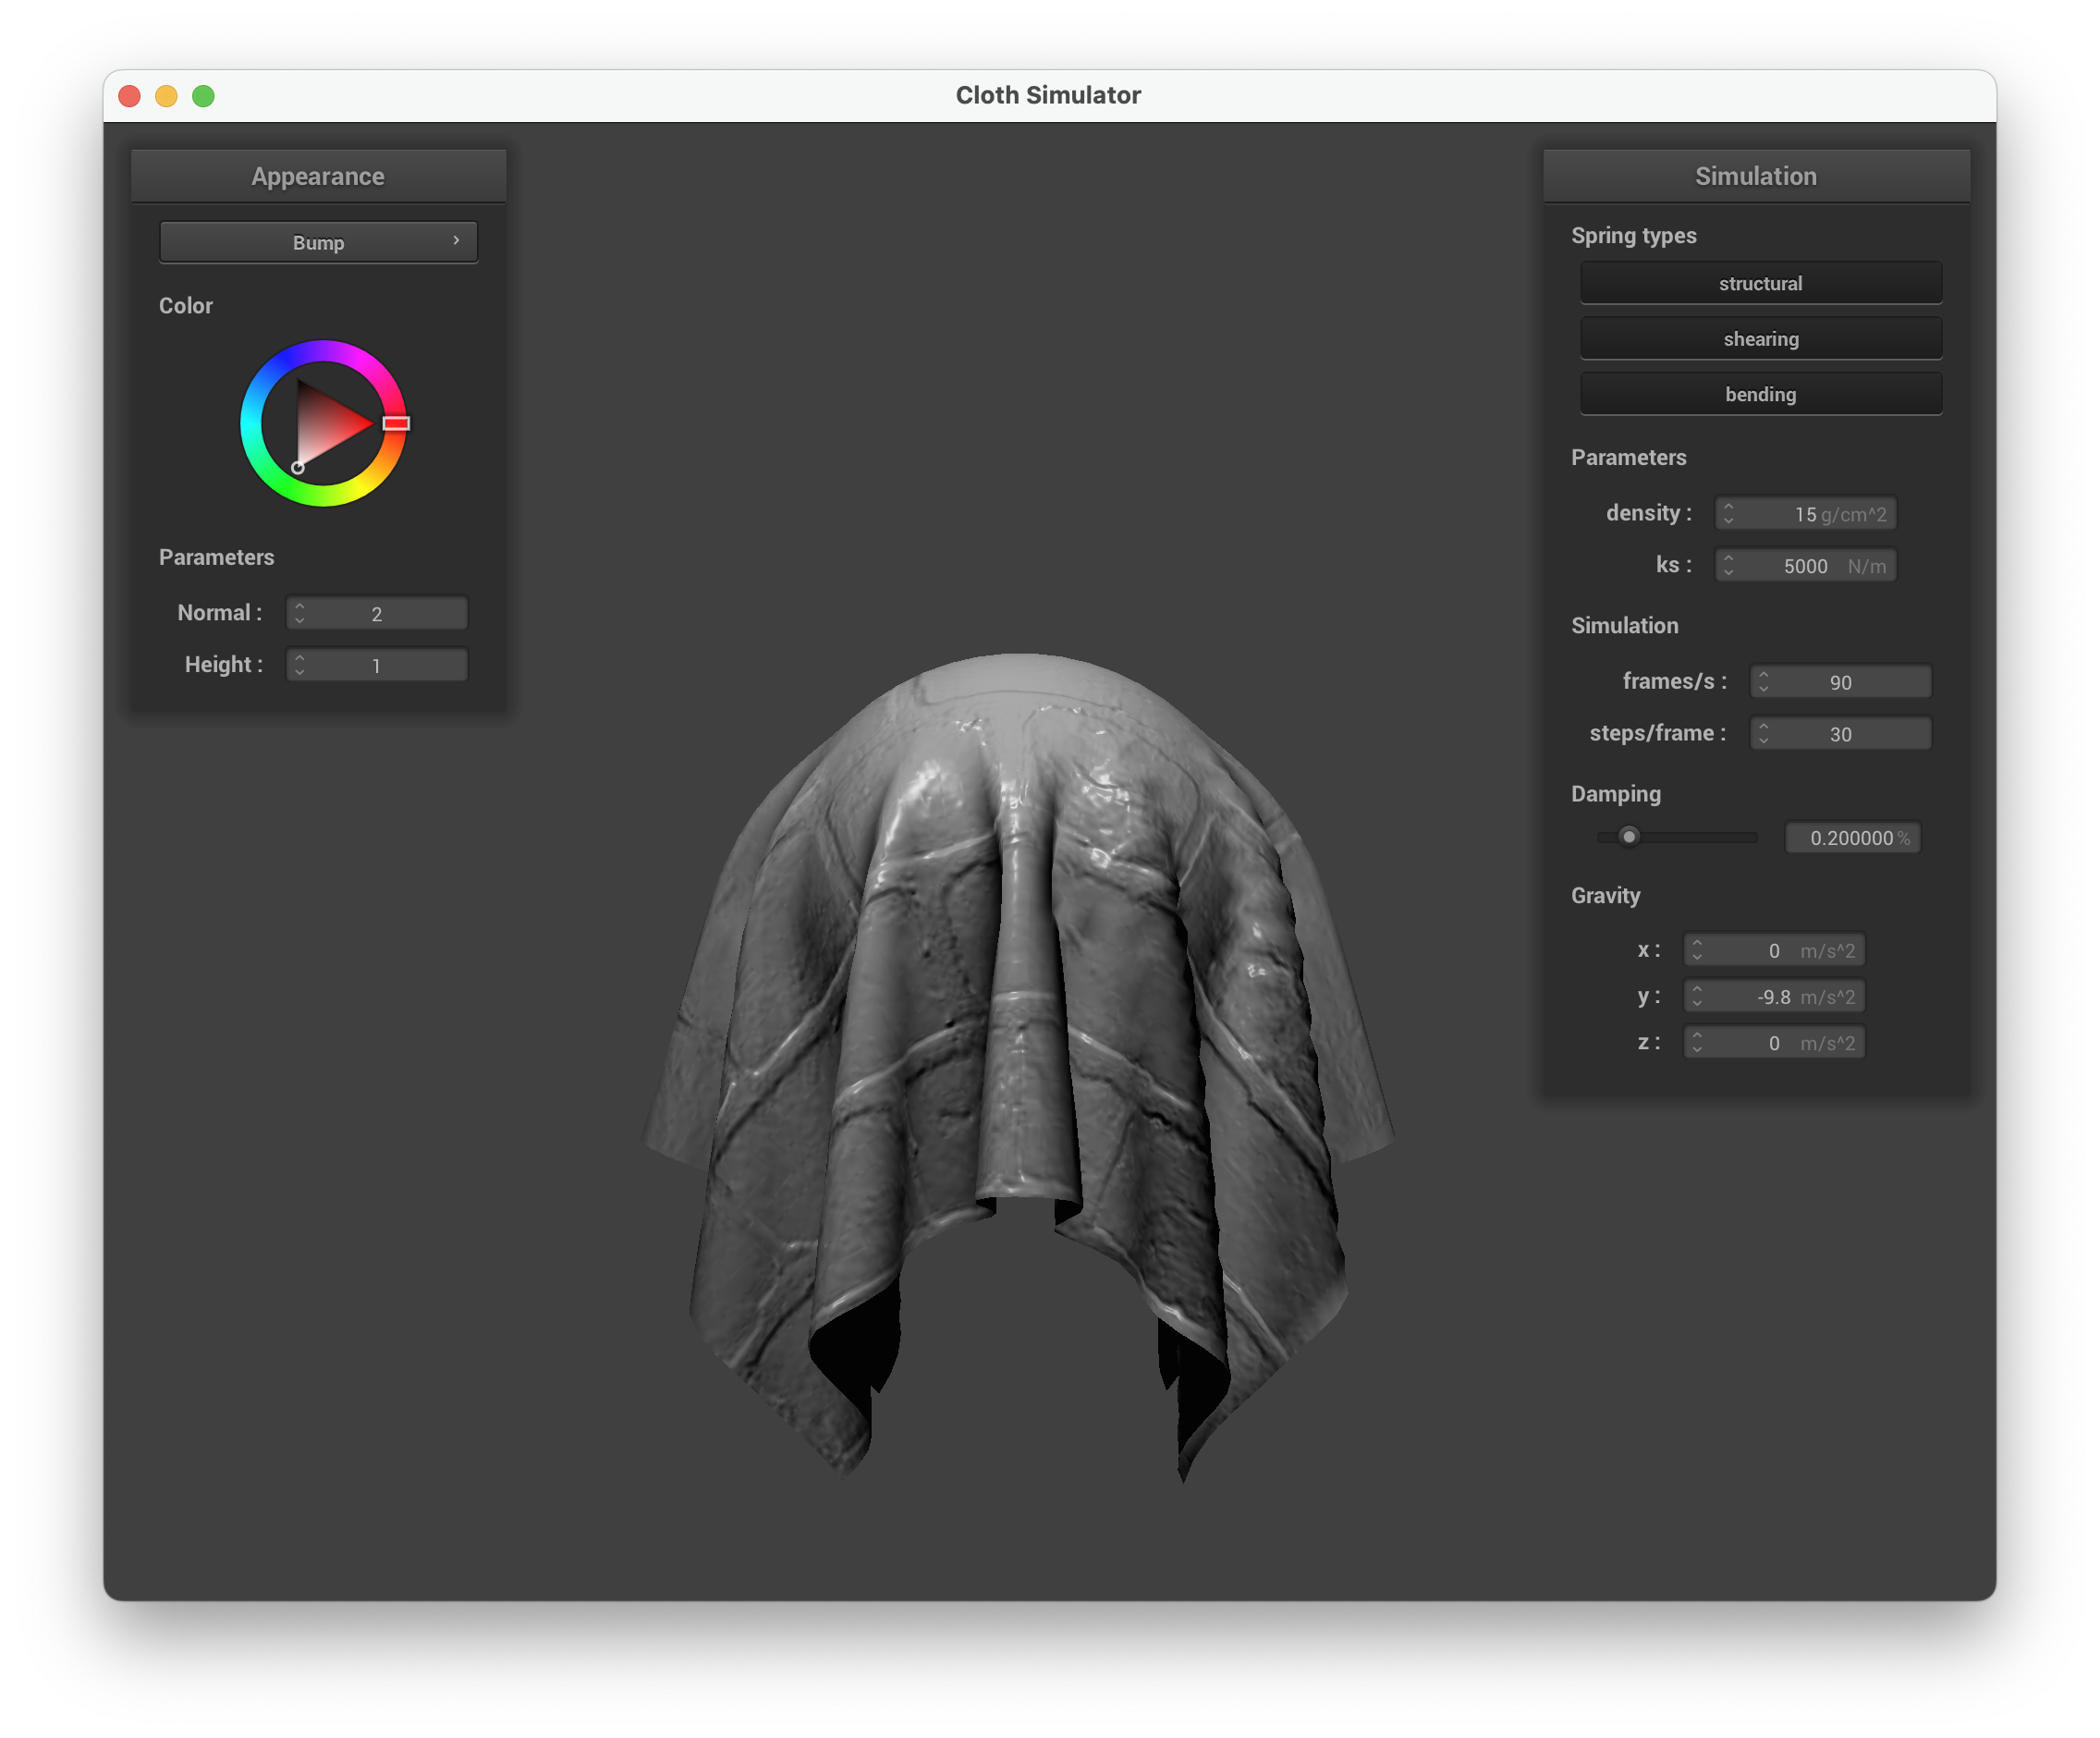 Cloth Simulator
Appearance
Bump
Color
Parameters
Normal : 2
Height : 1
Simulation
Spring types
structural
shearing
bending
Parameters
density : 15 g/cm^2
ks : 5000 N/m
Simulation
frames/s : 90
steps/frame : 30
Damping
0.200000 %
Gravity
x : 0 m/s^2
y : -9.8 m/s^2
z : 0 m/s^2